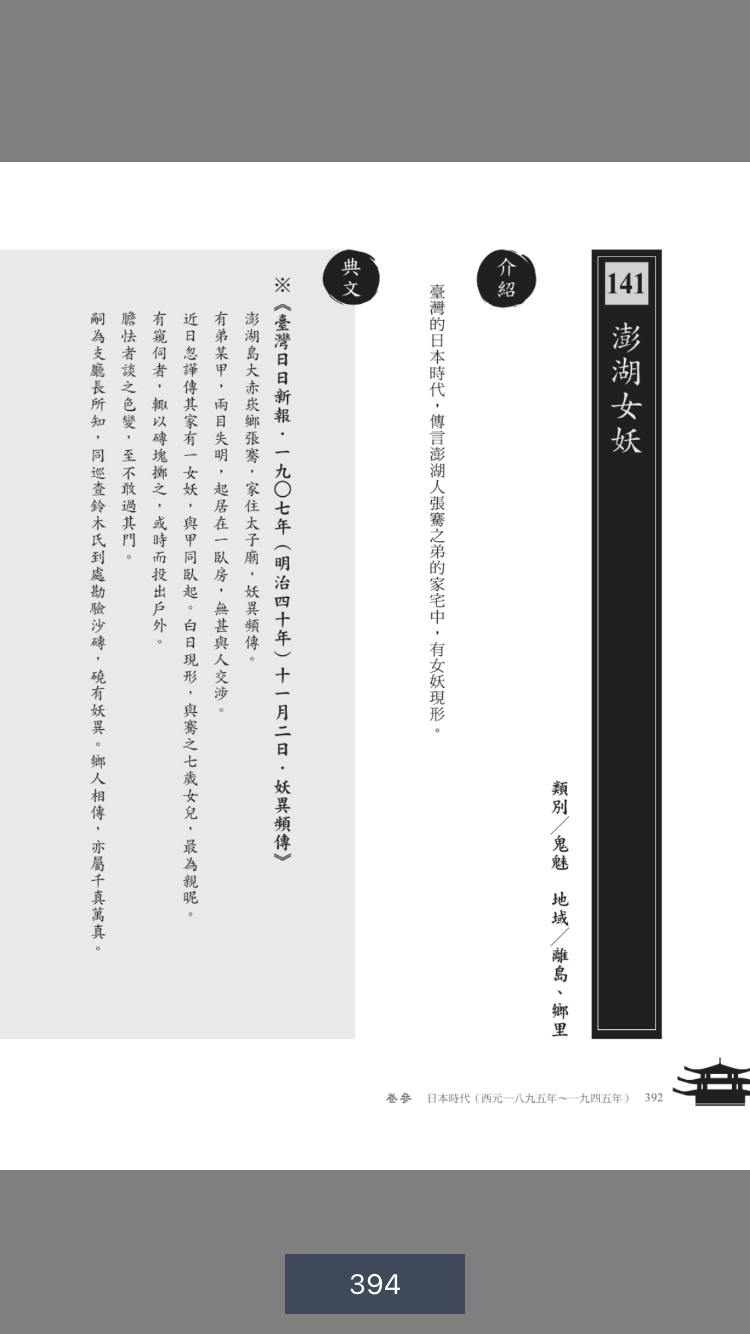 141
澎湖女妖
類別／鬼魅　地域／離島、鄉里
介紹
臺灣的日本時代，傳言澎湖人張騫之弟的家宅中，有女妖現形。
典文
※《臺灣日日新報．一九〇七年（明治四十年）十一月二日．妖異頻傳》
澎湖島大赤崁鄉張騫，家住太子廟，妖異頻傳。
有弟某甲，兩目失明，起居在一臥房，無甚與人交涉。
近日忽譁傳其家有一女妖，與甲同臥起。白日現形，與騫之七歲女兒，最為親昵。
有窺伺者，輒以磚塊擲之，或時而投出戶外。
膽怯者談之色變，至不敢過其門。
嗣為支廳長所知，同巡查鈴木氏到處勘驗沙磚，磽有妖異。鄉人相傳，亦屬千真萬真。
卷參　日本時代（西元一八九五年～一九四五年）　392
394